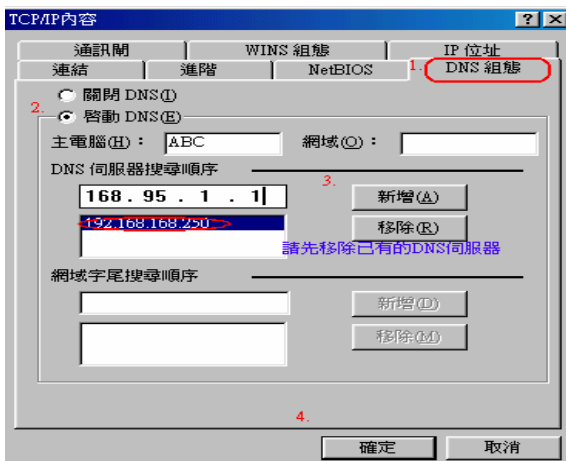 TCP/IP內容
通訊閘 WINS 組態 IP 位址
連結 進階 NetBIOS 1. DNS 組態
關閉 DNS(I)
2. 啓動 DNS(E)
主電腦(H)： ABC 網域(O)：
DNS 伺服器搜尋順序
168 . 95 . 1 . 1 3. 新增(A)
192.168.168.250 移除(R)
請先移除已有的DNS伺服器
網域字尾搜尋順序
新增(D)
移除(M)
4.
確定 取消